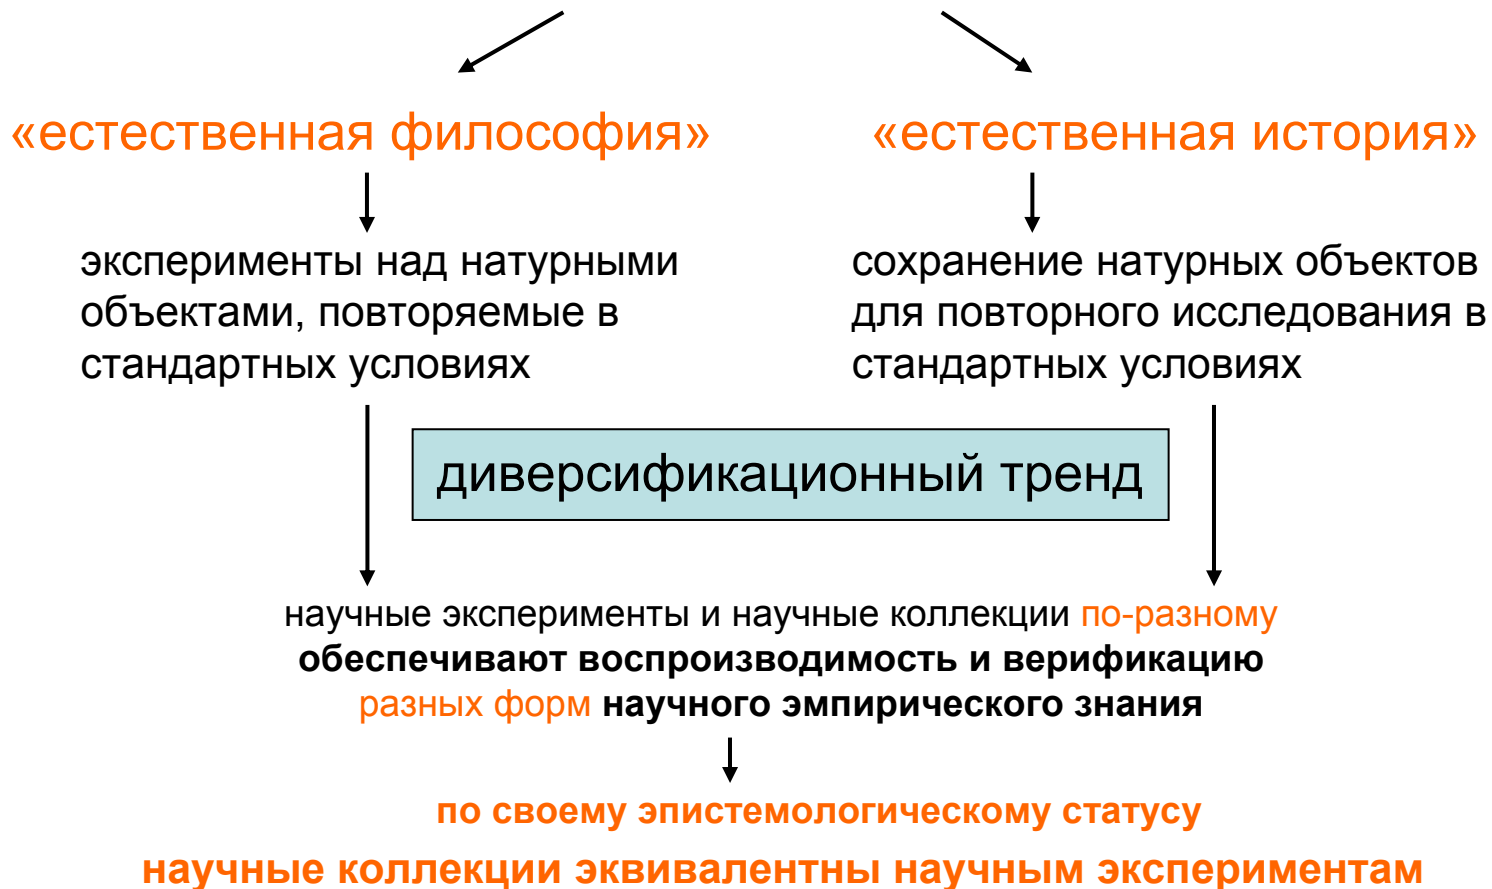 «естественная философия»
«естественная история»
эксперименты над натурными
объектами, повторяемые в
стандартных условиях
сохранение натурных объектов
для повторного исследования в
стандартных условиях
диверсификационный тренд
научные эксперименты и научные коллекции по-разному
обеспечивают воспроизводимость и верификацию
разных форм научного эмпирического знания
по своему эпистемологическому статусу
научные коллекции эквивалентны научным экспериментам